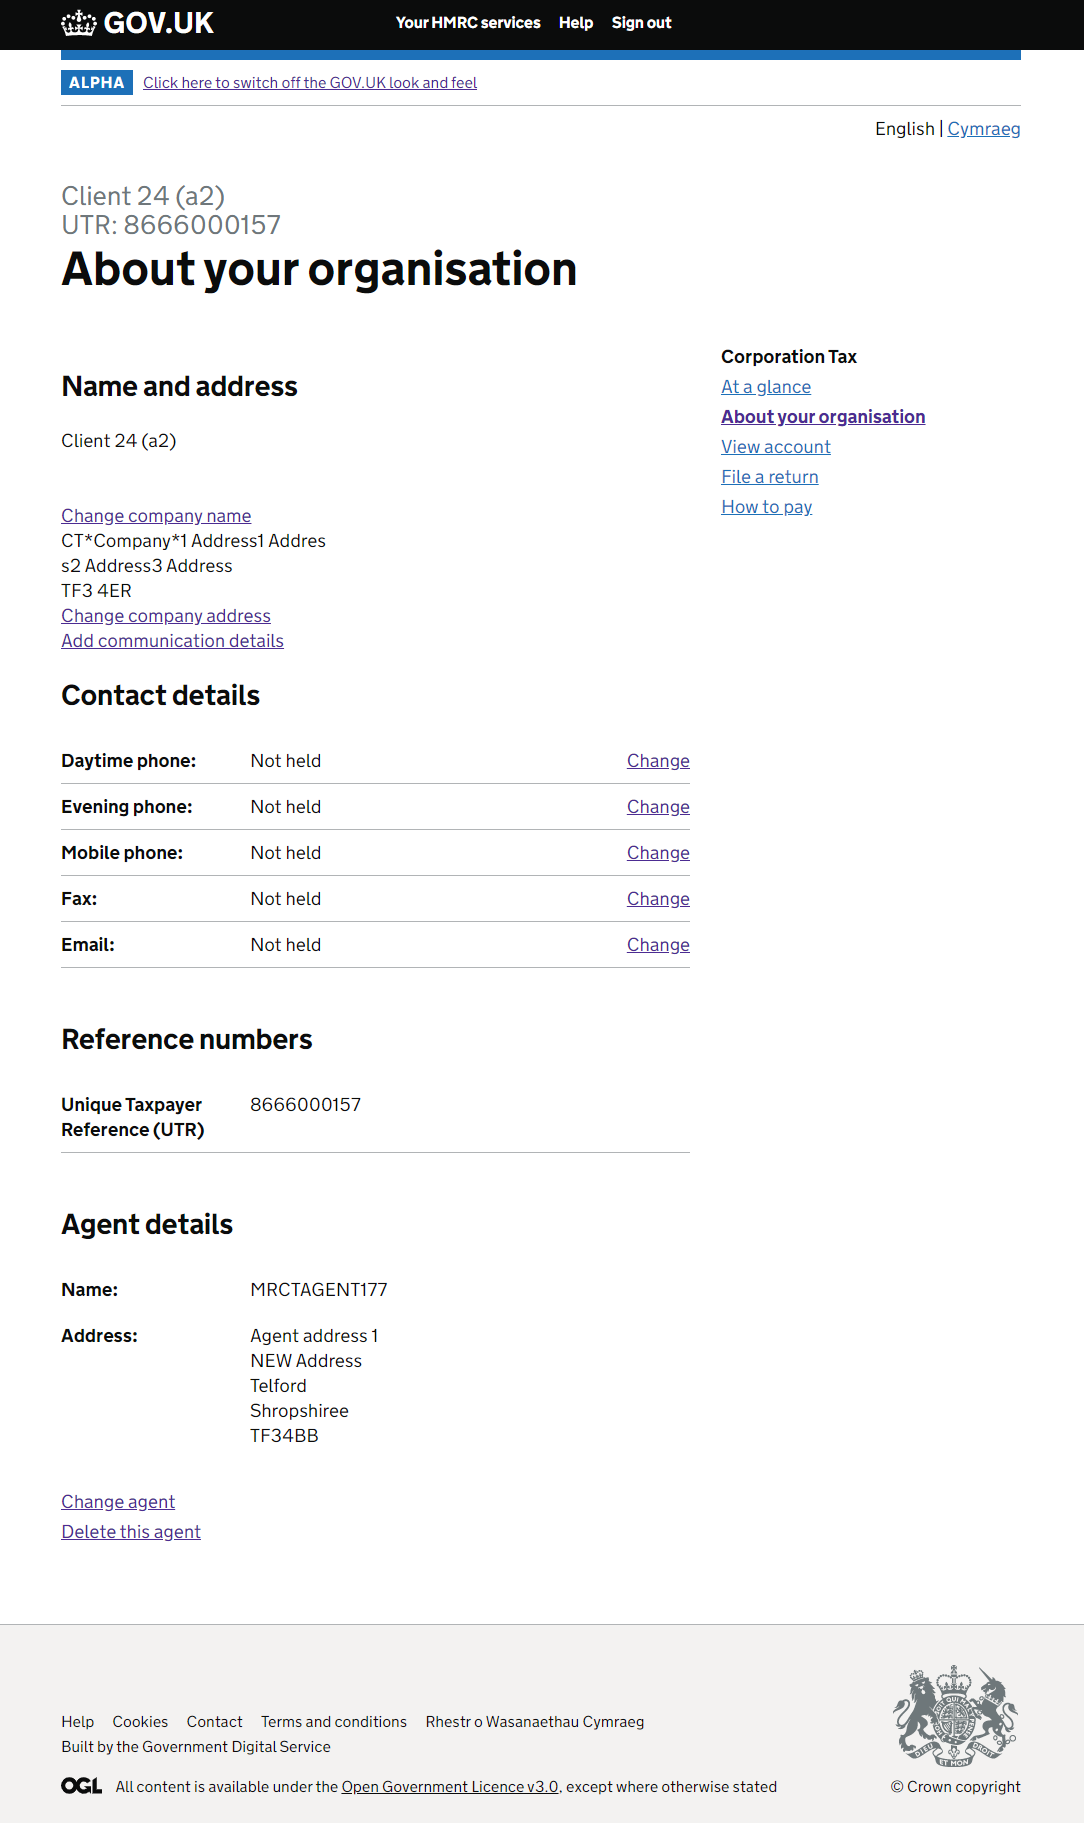 GOV.UK
Your HMRC services Help Sign out
ALPHA Click here to switch off the GOV.UK look and feel
English | Cymraeg
Client 24 (a2)
UTR: 8666000157
About your organisation
Name and address
Client 24 (a2)
Change company name
CT*Company*1 Address1 Addres
s2 Address3 Address
TF3 4ER
Change company address
Add communication details
Corporation Tax
At a glance
About your organisation
View account
File a return
How to pay
Contact details
Daytime phone: Not held Change
Evening phone: Not held Change
Mobile phone: Not held Change
Fax: Not held Change
Email: Not held Change
Reference numbers
Unique Taxpayer 8666000157
Reference (UTR)
Agent details
Name: MRCTAGENT177
Address: Agent address 1
NEW Address
Telford
Shropshiree
TF34BB
Change agent
Delete this agent
Help Cookies Contact Terms and conditions Rhestr o Wasanaethau Cymraeg
Built by the Government Digital Service
OGL All content is available under the Open Government Licence v3.0, except where otherwise stated
DIEU ET MON DROIT
© Crown copyright